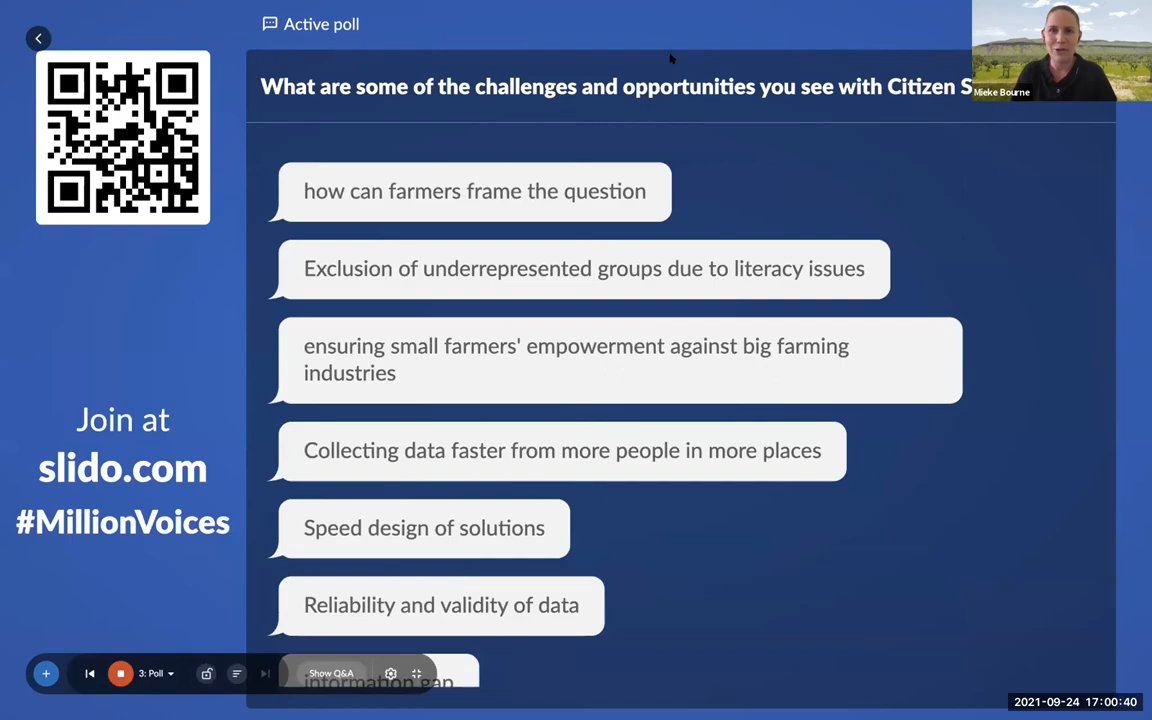 Active poll
What are some of the challenges and opportunities you see with Citizen S
Mieke Bourne
how can farmers frame the question
Exclusion of underrepresented groups due to literacy issues
ensuring small farmers' empowerment against big farming
industries
Collecting data faster from more people in more places
Speed design of solutions
Reliability and validity of data
information gap
Join at
slido.com
#MillionVoices
3: Poll
Show Q&A
2021-09-24 17:00:40